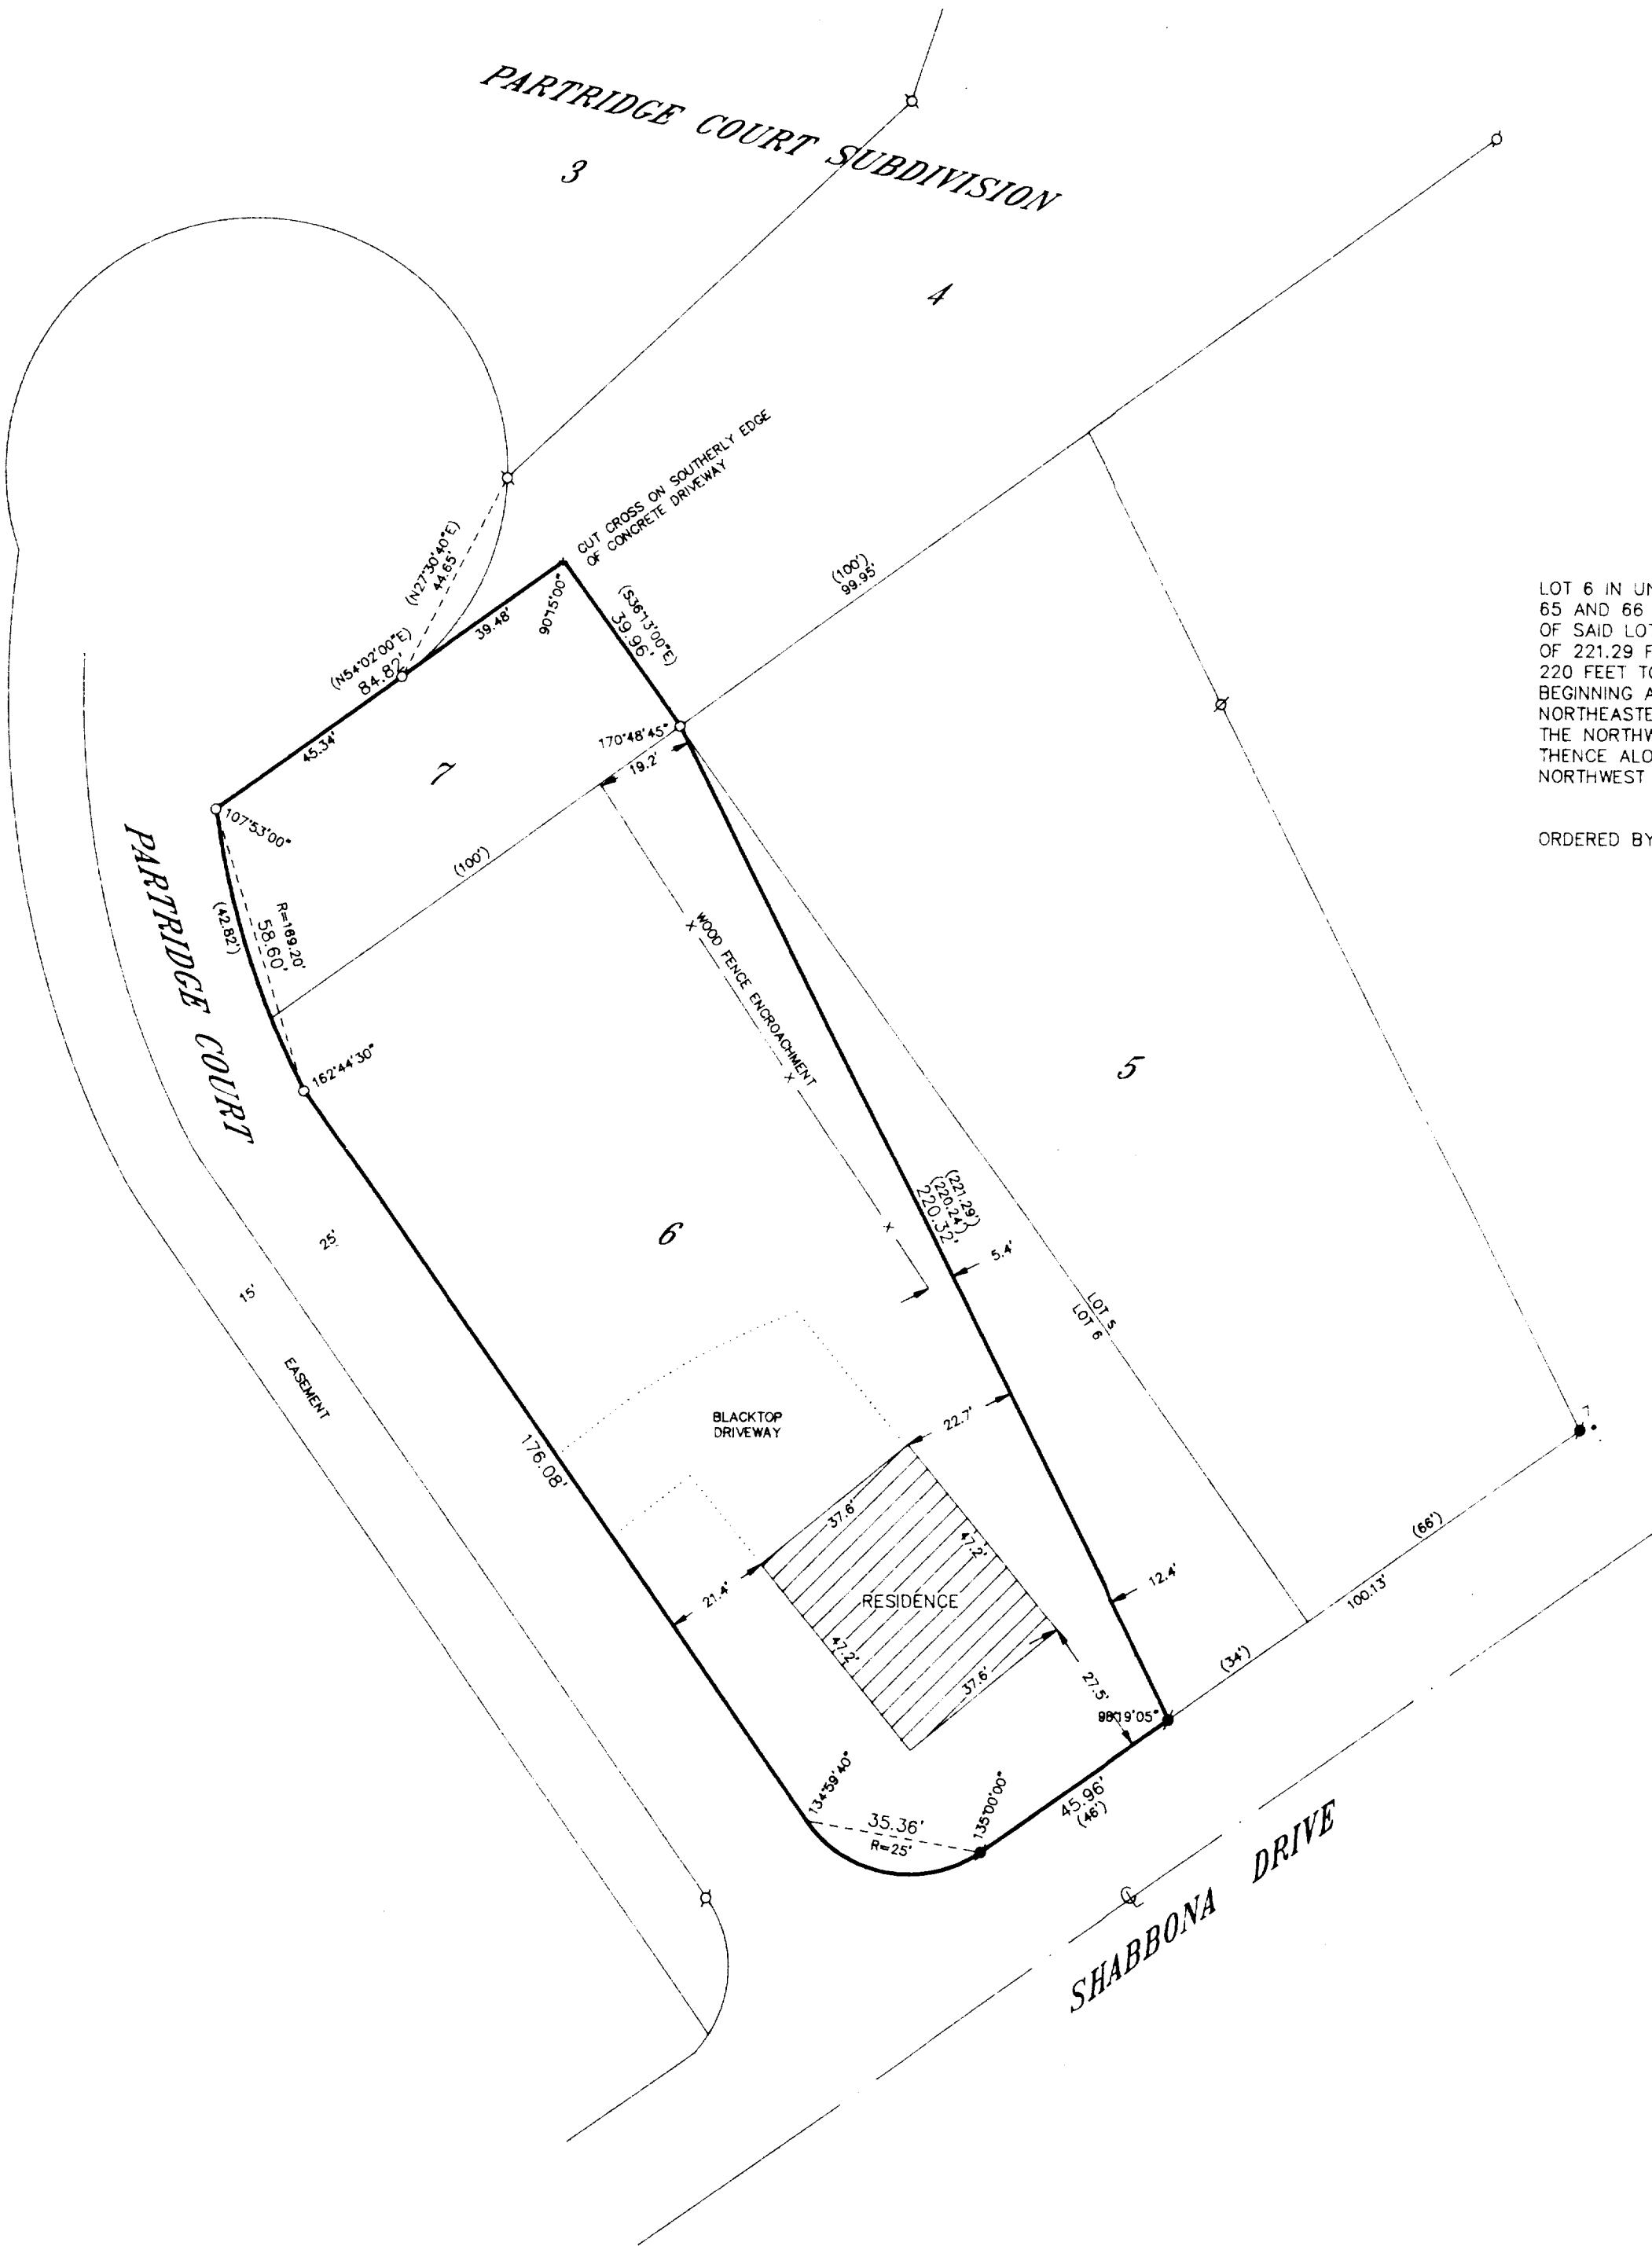 PARTRIDGE COURT SUBDIVISION
3
4
CUT CROSS ON SOUTHERLY EDGE
OF CONCRETE DRIVEWAY
(N27°30'40"E)
44.65'
(N54°02'00"E)
84.82'
39.48'
90°15'00"
(S36°13'00"E)
39.96'
(100')
99.95'
LOT 6 IN UN
65 AND 66
OF SAID LOT
OF 221.29 F
220 FEET TO
BEGINNING A
NORTHEASTE
THE NORTHW
THENCE ALO
NORTHWEST
ORDERED BY
45.34'
170°48'45"
19.2'
7
107°53'00"
(100')
PARTRIDGE COURT
R=169.20'
58.60'
(42.82')
WOOD FENCE ENCROACHMENT
162°44'30"
5
(221.29')
(220.24')
220.32'
5.4'
6
25'
15'
LOT 5
LOT 6
EASEMENT
BLACKTOP
DRIVEWAY
22.7'
176.08'
37.6'
47.2'
(66')
100.13'
12.4'
21.4'
RESIDENCE
47.2'
37.6'
27.5'
(34')
98°19'05"
134°59'40"
135°00'00"
35.36'
R=25'
45.96'
(46')
SHABBONA DRIVE